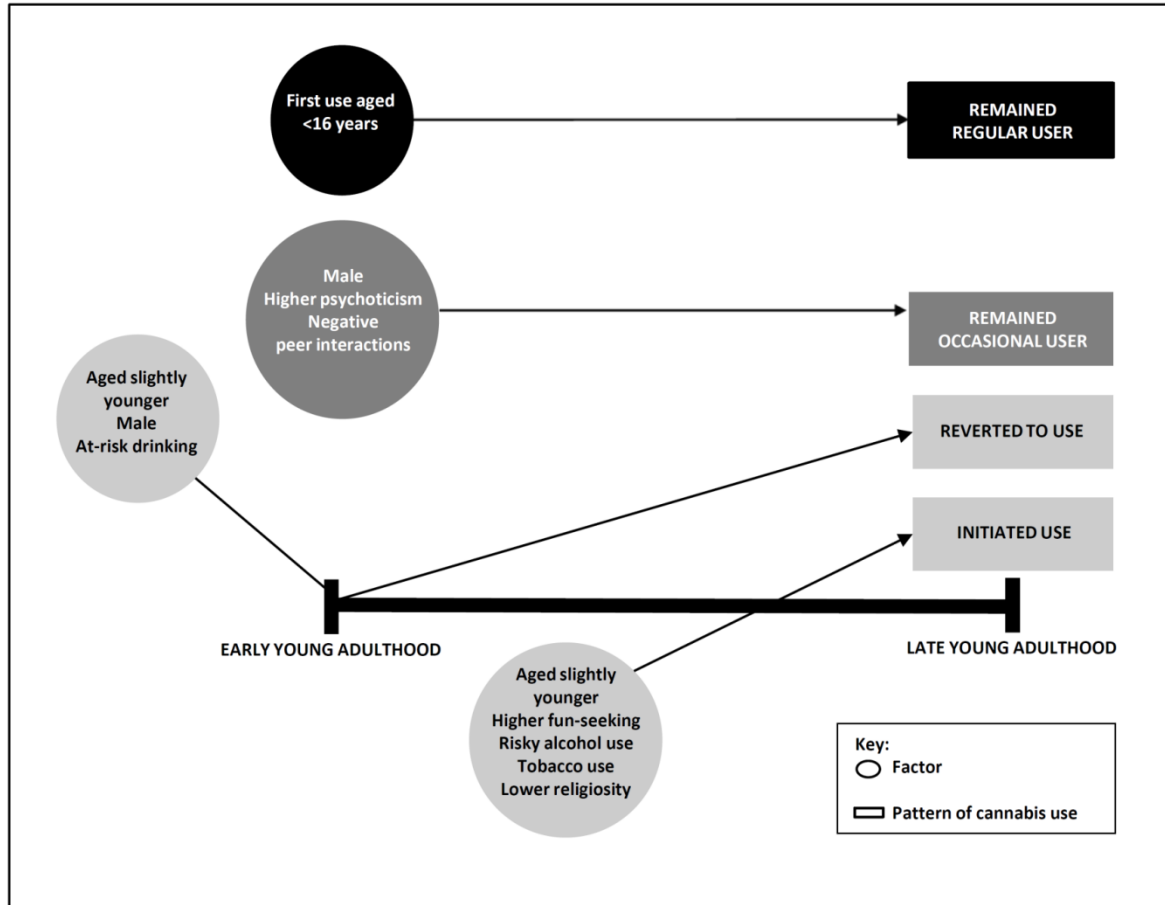 First use aged
<16 years
REMAINED
REGULAR USER
Male
Higher psychoticism
Negative
peer interactions
REMAINED
OCCASIONAL USER
Aged slightly
younger
Male
At-risk drinking
REVERTED TO USE
INITIATED USE
EARLY YOUNG ADULTHOOD
LATE YOUNG ADULTHOOD
Aged slightly
younger
Higher fun-seeking
Risky alcohol use
Tobacco use
Lower religiosity
Key:
Factor
Pattern of cannabis use